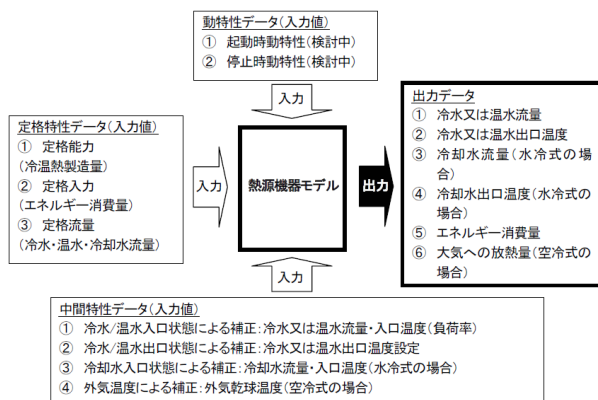 動特性データ(入力値)
① 起動時動特性(検討中)
② 停止時動特性(検討中)
入力
定格特性データ(入力値)
① 定格能力
(冷温熱製造量)
② 定格入力
(エネルギー消費量)
③ 定格流量
(冷水・温水・冷却水流量)
入力
熱源機器モデル
出力
出力データ
① 冷水又は温水流量
② 冷水又は温水出口温度
③ 冷却水流量(水冷式の場
合)
④ 冷却水出口温度(水冷式の
場合)
⑤ エネルギー消費量
⑥ 大気への放熱量(空冷式の
場合)
入力
中間特性データ(入力値)
① 冷水/温水入口状態による補正:冷水又は温水流量・入口温度(負荷率)
② 冷水/温水出口状態による補正:冷水又は温水出口温度設定
③ 冷却水入口状態による補正:冷却水流量・入口温度(水冷式の場合)
④ 外気温度による補正:外気乾球温度(空冷式の場合)